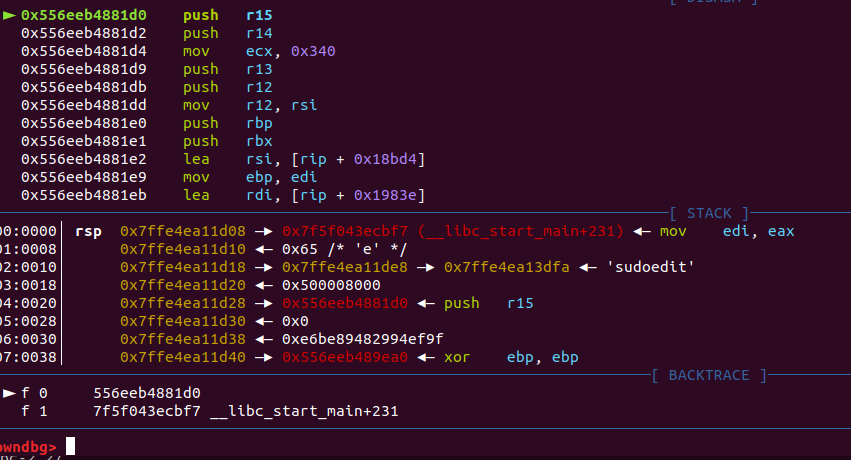 ► 0x556eeb4881d0    push   r15
0x556eeb4881d2    push   r14
0x556eeb4881d4    mov    ecx, 0x340
0x556eeb4881d9    push   r13
0x556eeb4881db    push   r12
0x556eeb4881dd    mov    r12, rsi
0x556eeb4881e0    push   rbp
0x556eeb4881e1    push   rbx
0x556eeb4881e2    lea    rsi, [rip + 0x18bd4]
0x556eeb4881e9    mov    ebp, edi
0x556eeb4881eb    lea    rdi, [rip + 0x1983e]
[ STACK ]
00:0000│ rsp  0x7ffe4ea11d08 —▸ 0x7f5f043ecbf7 (__libc_start_main+231) ◂— mov    edi, eax
01:0008│      0x7ffe4ea11d10 ◂— 0x65 /* 'e' */
02:0010│      0x7ffe4ea11d18 —▸ 0x7ffe4ea11de8 —▸ 0x7ffe4ea13dfa ◂— 'sudoedit'
03:0018│      0x7ffe4ea11d20 ◂— 0x500008000
04:0020│      0x7ffe4ea11d28 —▸ 0x556eeb4881d0 ◂— push   r15
05:0028│      0x7ffe4ea11d30 ◂— 0x0
06:0030│      0x7ffe4ea11d38 ◂— 0xe6be89482994ef9f
07:0038│      0x7ffe4ea11d40 —▸ 0x556eeb489ea0 ◂— xor    ebp, ebp
[ BACKTRACE ]
► f 0     556eeb4881d0
f 1     7f5f043ecbf7 __libc_start_main+231
pwndbg>